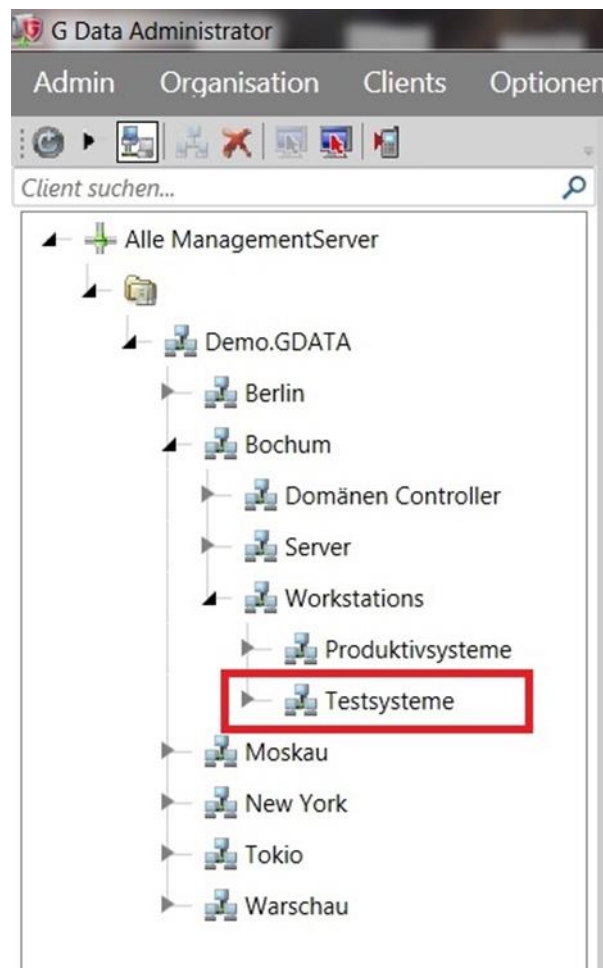 G Data Administrator
Admin Organisation Clients Optionen
Client suchen...
Alle ManagementServer
Demo.GDATA
Berlin
Bochum
Domänen Controller
Server
Workstations
Produktivsysteme
Testsysteme
Moskau
New York
Tokio
Warschau